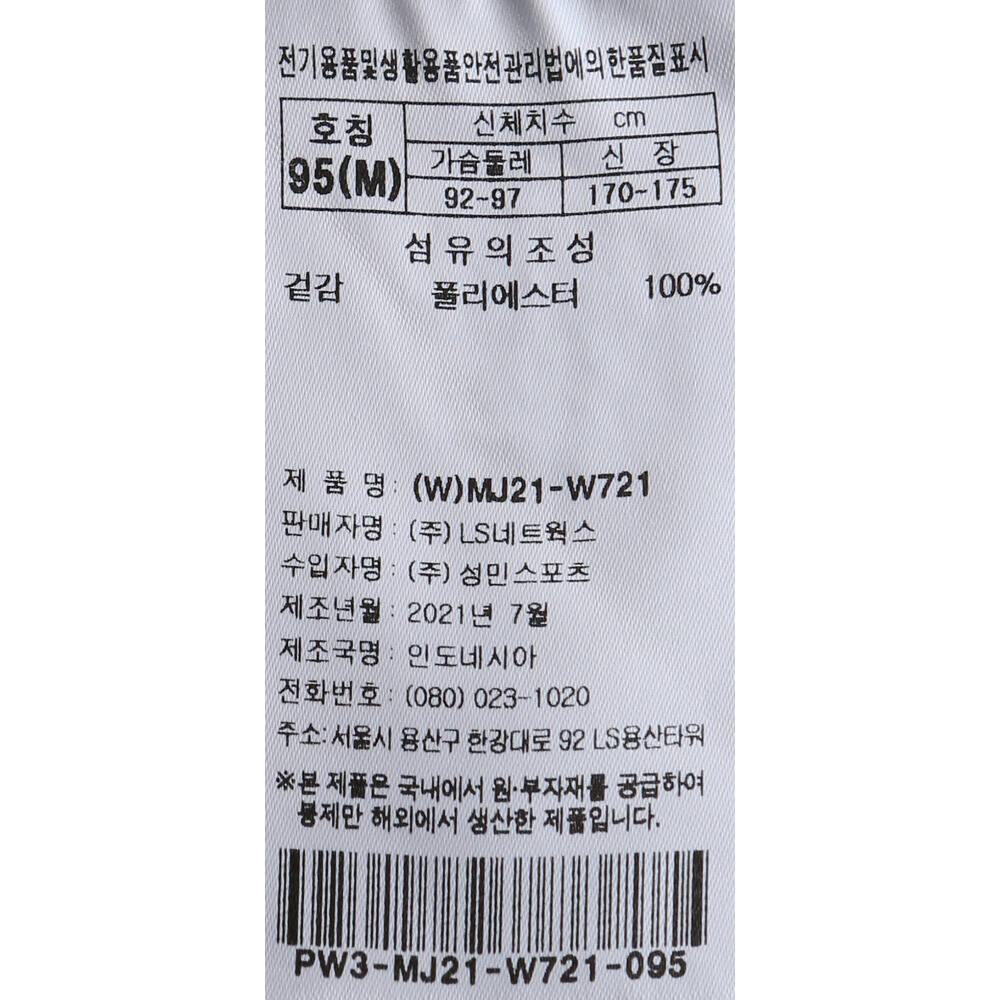 전기용품및생활용품안전관리법에의한품질표시
호칭 신체치수 cm
95(M) 가슴둘레 신 장
92~97 170~175
섬유의조성
겉감 폴리에스터 100%
제 품 명: (W)MJ21-W721
판매자명: (주) LS네트웍스
수입자명: (주) 성민스포츠
제조년월: 2021년 7월
제조국명: 인도네시아
전화번호: (080) 023-1020
주소: 서울시 용산구 한강대로 92 LS용산타워
※본 제품은 국내에서 원·부자재를 공급하여
봉제만 해외에서 생산한 제품입니다.
PW3-MJ21-W721-095